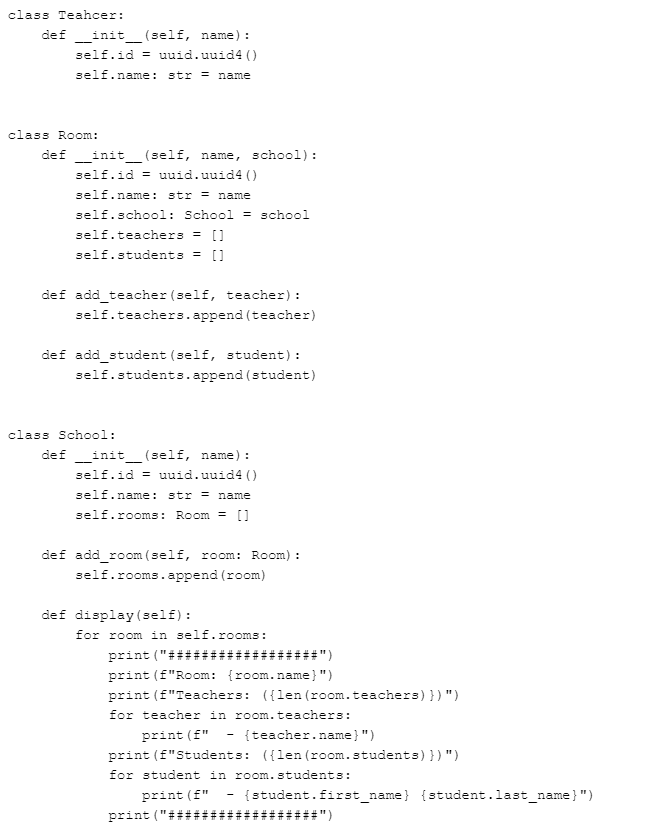 class Teahcer:
    def __init__(self, name):
        self.id = uuid.uuid4()
        self.name: str = name


class Room:
    def __init__(self, name, school):
        self.id = uuid.uuid4()
        self.name: str = name
        self.school: School = school
        self.teachers = []
        self.students = []

    def add_teacher(self, teacher):
        self.teachers.append(teacher)

    def add_student(self, student):
        self.students.append(student)


class School:
    def __init__(self, name):
        self.id = uuid.uuid4()
        self.name: str = name
        self.rooms: Room = []

    def add_room(self, room: Room):
        self.rooms.append(room)

    def display(self):
        for room in self.rooms:
            print("##################")
            print(f"Room: {room.name}")
            print(f"Teachers: ({len(room.teachers)})")
            for teacher in room.teachers:
                print(f"  - {teacher.name}")
            print(f"Students: ({len(room.students)})")
            for student in room.students:
                print(f"  - {student.first_name} {student.last_name}")
            print("##################")